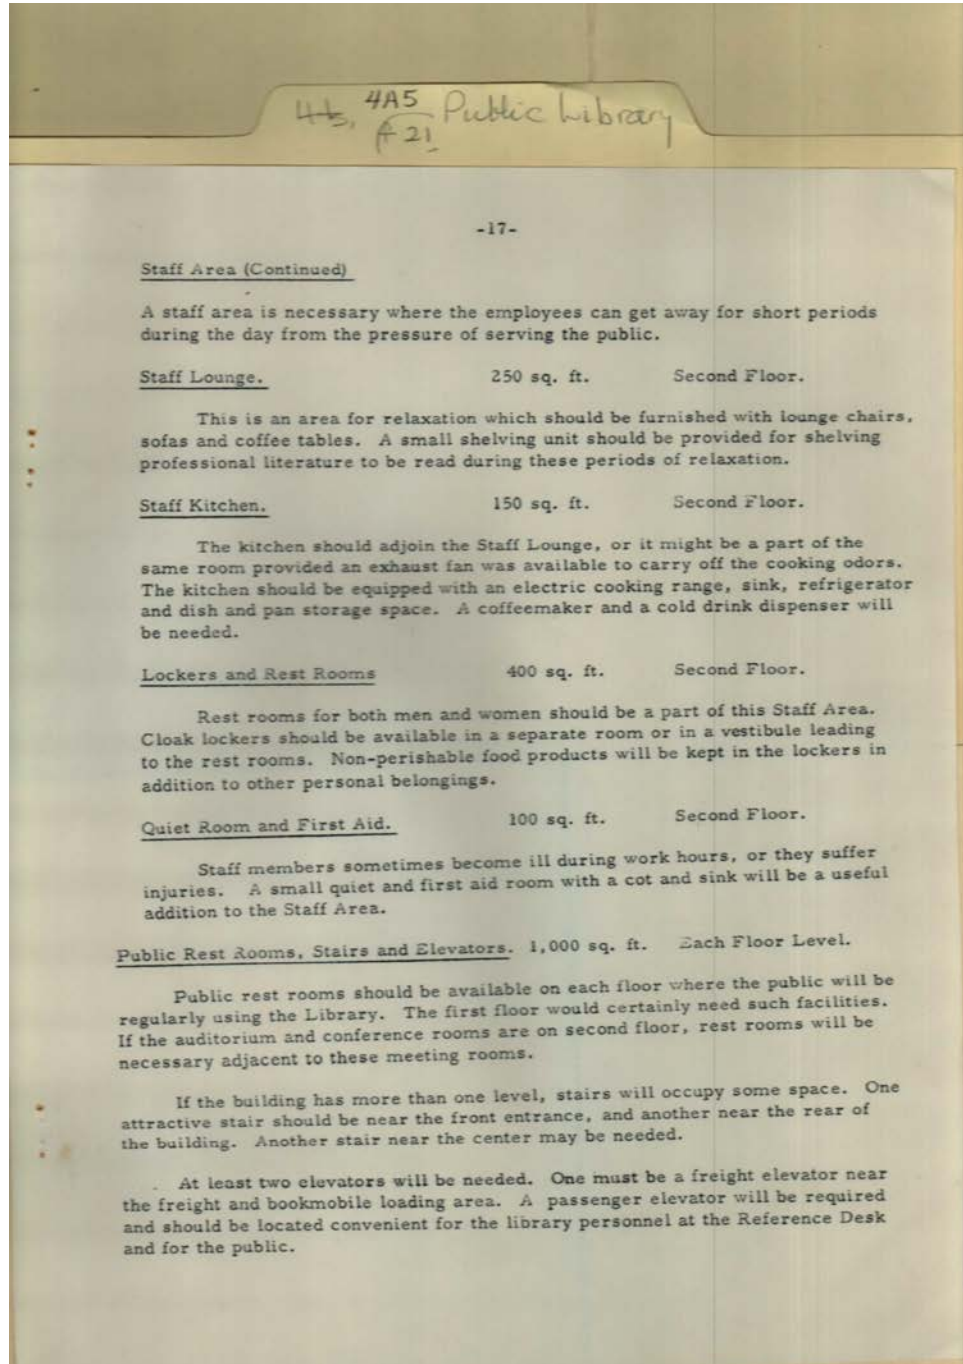 4b, 4A5 Public Library
F 21
-17-
Staff Area (Continued)
A staff area is necessary where the employees can get away for short periods
during the day from the pressure of serving the public.
Staff Lounge. 250 sq. ft. Second Floor.
This is an area for relaxation which should be furnished with lounge chairs,
sofas and coffee tables. A small shelving unit should be provided for shelving
professional literature to be read during these periods of relaxation.
Staff Kitchen. 150 sq. ft. Second Floor.
The kitchen should adjoin the Staff Lounge, or it might be a part of the
same room provided an exhaust fan was available to carry off the cooking odors.
The kitchen should be equipped with an electric cooking range, sink, refrigerator
and dish and pan storage space. A coffeemaker and a cold drink dispenser will
be needed.
Lockers and Rest Rooms 400 sq. ft. Second Floor.
Rest rooms for both men and women should be a part of this Staff Area.
Cloak lockers should be available in a separate room or in a vestibule leading
to the rest rooms. Non-perishable food products will be kept in the lockers in
addition to other personal belongings.
Quiet Room and First Aid. 100 sq. ft. Second Floor.
Staff members sometimes become ill during work hours, or they suffer
injuries. A small quiet and first aid room with a cot and sink will be a useful
addition to the Staff Area.
Public Rest Rooms, Stairs and Elevators. 1,000 sq. ft. Each Floor Level.
Public rest rooms should be available on each floor where the public will be
regularly using the Library. The first floor would certainly need such facilities.
If the auditorium and conference rooms are on second floor, rest rooms will be
necessary adjacent to these meeting rooms.
If the building has more than one level, stairs will occupy some space. One
attractive stair should be near the front entrance, and another near the rear of
the building. Another stair near the center may be needed.
At least two elevators will be needed. One must be a freight elevator near
the freight and bookmobile loading area. A passenger elevator will be required
and should be located convenient for the library personnel at the Reference Desk
and for the public.